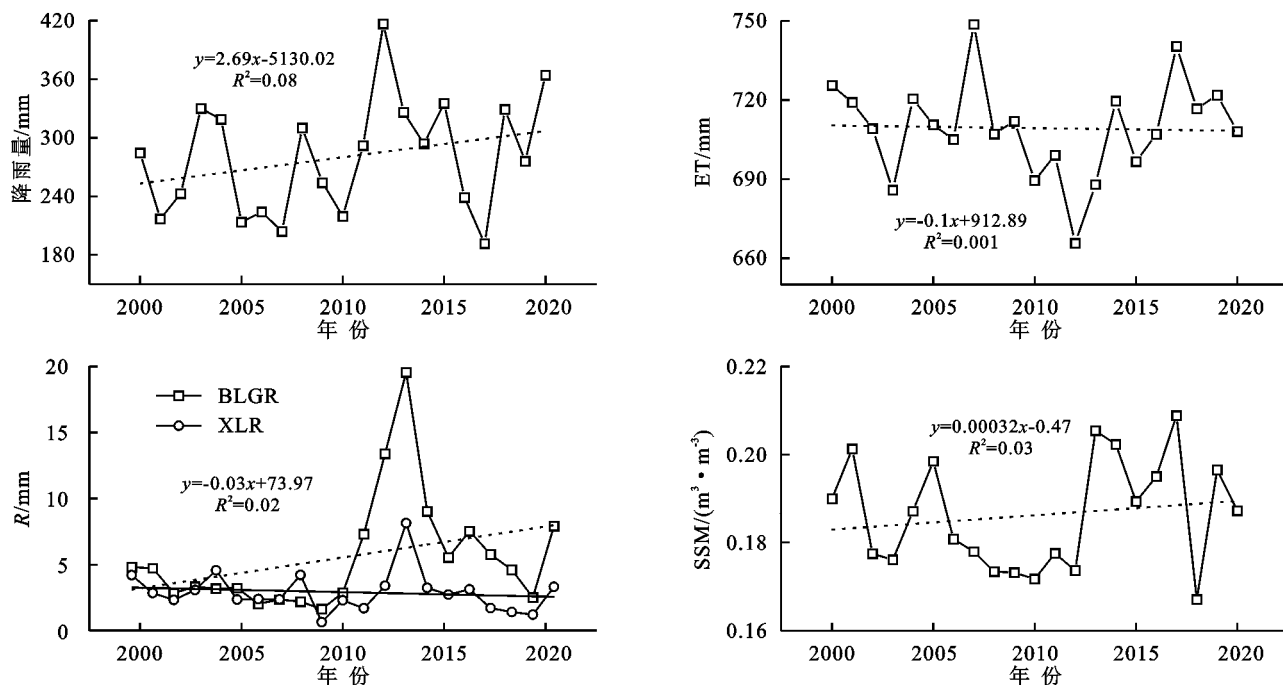 420
360
300
240
180
降雨量/mm
y=2.69x-5130.02
R²=0.08
2000 2005 2010 2015 2020
年 份
750
720
690
660
ET/mm
y=-0.1x+912.89
R²=0.001
2000 2005 2010 2015 2020
年 份
20
15
10
5
0
R/mm
BLGR
XLR
y=-0.03x+73.97
R²=0.02
2000 2005 2010 2015 2020
年 份
0.22
0.20
0.18
0.16
SSM/(m³·m⁻³)
y=0.00032x-0.47
R²=0.03
2000 2005 2010 2015 2020
年 份